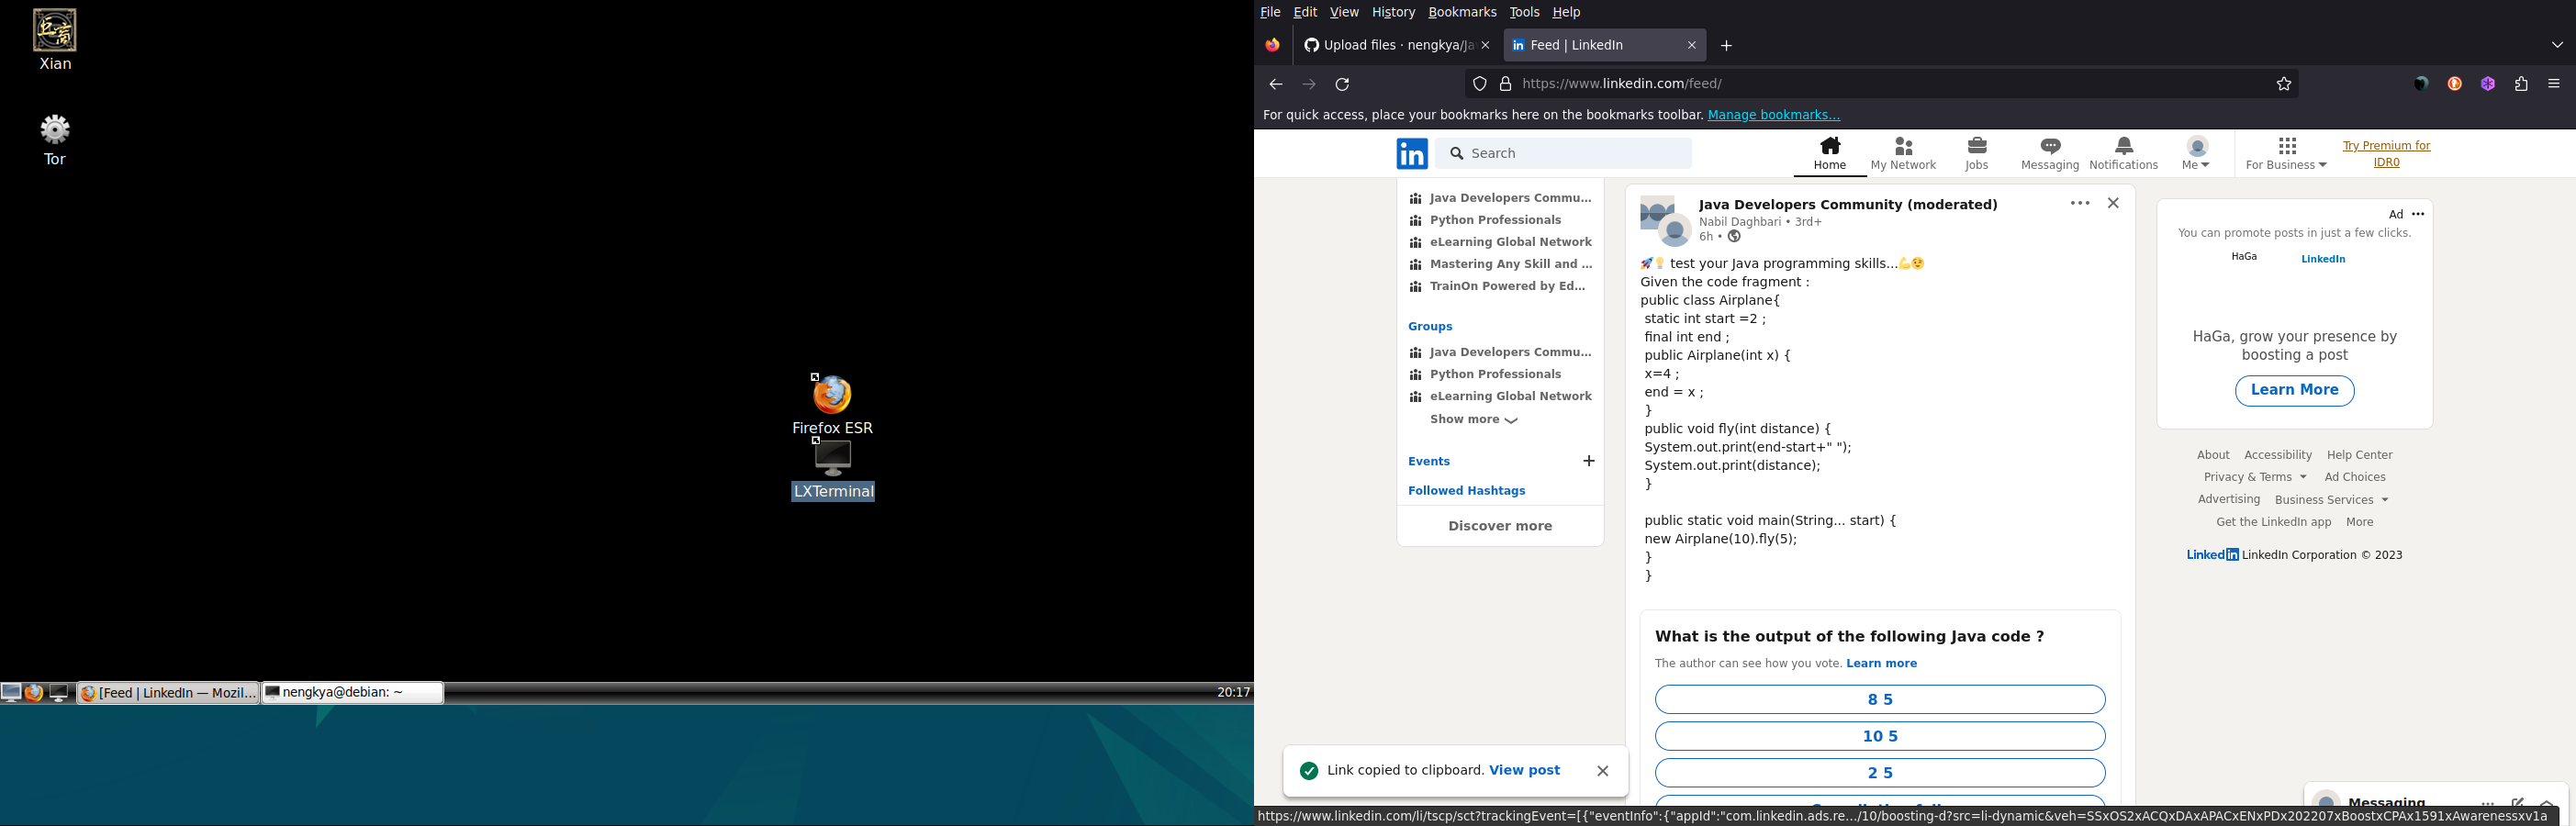 Xian
Tor
Firefox ESR
LXTerminal
[Feed | LinkedIn — Mozil...
nengkya@debian: ~
20:17
File Edit View History Bookmarks Tools Help
Upload files · nengkya/Ja
Feed | LinkedIn
https://www.linkedin.com/feed/
For quick access, place your bookmarks here on the bookmarks toolbar. Manage bookmarks...
in
Search
Home
My Network
Jobs
Messaging
Notifications
Me
For Business
Try Premium for
IDR0
Java Developers Commu...
Python Professionals
eLearning Global Network
Mastering Any Skill and ...
TrainOn Powered by Ed...
Groups
Java Developers Commu...
Python Professionals
eLearning Global Network
Show more
Events
Followed Hashtags
Discover more
Java Developers Community (moderated)
Nabil Daghbari • 3rd+
6h •
🚀💡 test your Java programming skills...💪😉
Given the code fragment :
public class Airplane{
static int start =2 ;
final int end ;
public Airplane(int x) {
x=4 ;
end = x ;
}
public void fly(int distance) {
System.out.print(end-start+" ");
System.out.print(distance);
}
public static void main(String... start) {
new Airplane(10).fly(5);
}
}
What is the output of the following Java code ?
The author can see how you vote. Learn more
8 5
10 5
2 5
Ad
You can promote posts in just a few clicks.
HaGa
LinkedIn
HaGa, grow your presence by
boosting a post
Learn More
About Accessibility Help Center
Privacy & Terms Ad Choices
Advertising Business Services
Get the LinkedIn app More
LinkedIn LinkedIn Corporation © 2023
Link copied to clipboard. View post
Messaging
https://www.linkedin.com/li/tscp/sct?trackingEvent=[{"eventInfo":{"appId":"com.linkedin.ads.re.../10/boosting-d?src=li-dynamic&veh=SSxOS2xACQxDAxAPACxENxPDx202207xBoostxCPAx1591xAwarenessxv1a